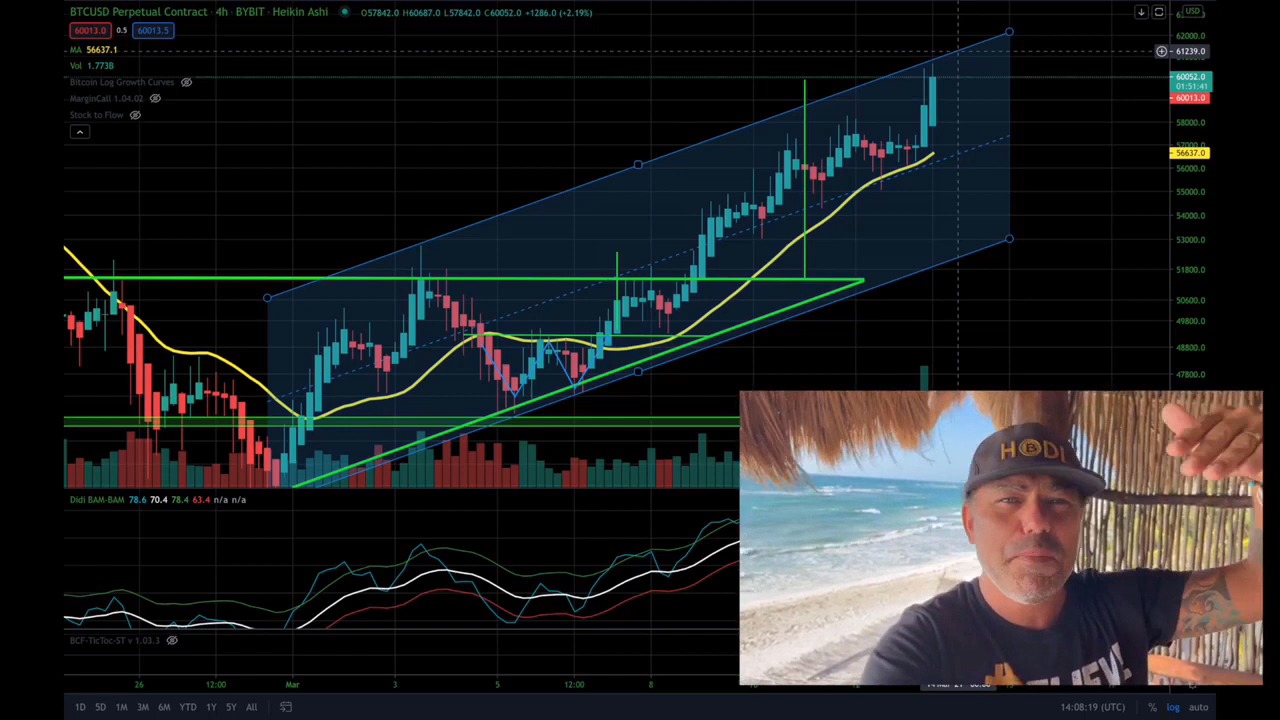 BTCUSD Perpetual Contract · 4h · BYBIT · Heikin Ashi O57842.0 H60687.0 L57842.0 C60052.0 +1286.0 (+2.19%)
60013.0 0.5 60013.5
MA 56637.1
Vol 1.773B
Bitcoin Log Growth Curves
MarginCall 1.04.02
Stock to Flow
USD
62000.0
61239.0
60052.0
01:51:41
60013.0
58000.0
57000.0
56637.0
56000.0
55000.0
54000.0
53000.0
51800.0
50600.0
49800.0
48800.0
47800.0
HODL
Didi BAM-BAM 78.6 70.4 78.4 63.4 n/a n/a
BCF-TicToc-ST v 1.03.3
26 12:00 Mar 3 5 12:00 8
1D 5D 1M 3M 6M YTD 1Y 5Y All
14:08:19 (UTC) % log auto